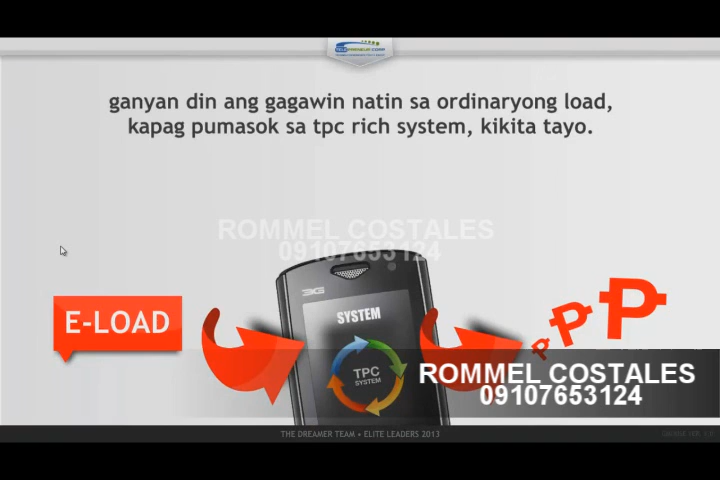 ganyan din ang gagawin natin sa ordinaryong load,
kapag pumasok sa tpc rich system, kikita tayo.
ROMMEL COSTALES
09107653124
E-LOAD
SYSTEM
TPC
SYSTEM
ROMMEL COSTALES
09107653124
THE DREAMER TEAM • ELITE LEADERS 2013